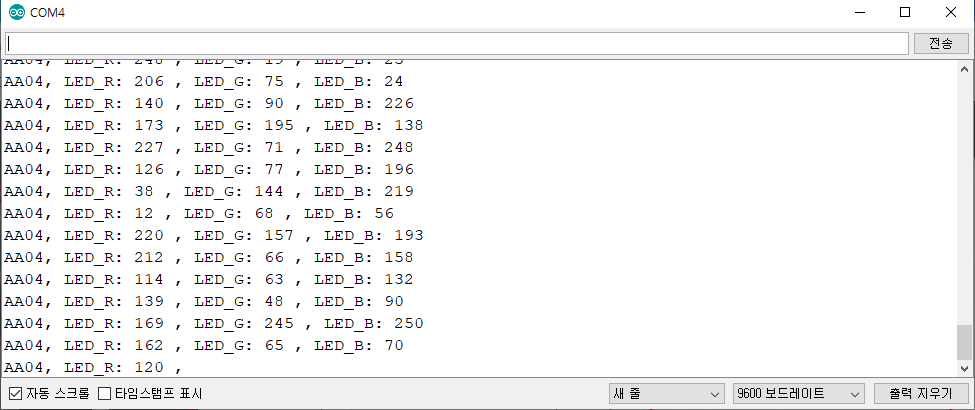 COM4
전송
AA04, LED_R: 246 , LED_G: 19 , LED_B: 23
AA04, LED_R: 206 , LED_G: 75 , LED_B: 24
AA04, LED_R: 140 , LED_G: 90 , LED_B: 226
AA04, LED_R: 173 , LED_G: 195 , LED_B: 138
AA04, LED_R: 227 , LED_G: 71 , LED_B: 248
AA04, LED_R: 126 , LED_G: 77 , LED_B: 196
AA04, LED_R: 38 , LED_G: 144 , LED_B: 219
AA04, LED_R: 12 , LED_G: 68 , LED_B: 56
AA04, LED_R: 220 , LED_G: 157 , LED_B: 193
AA04, LED_R: 212 , LED_G: 66 , LED_B: 158
AA04, LED_R: 114 , LED_G: 63 , LED_B: 132
AA04, LED_R: 139 , LED_G: 48 , LED_B: 90
AA04, LED_R: 169 , LED_G: 245 , LED_B: 250
AA04, LED_R: 162 , LED_G: 65 , LED_B: 70
AA04, LED_R: 120 ,
자동 스크롤 타임스탬프 표시 새 줄 9600 보드레이트 출력 지우기